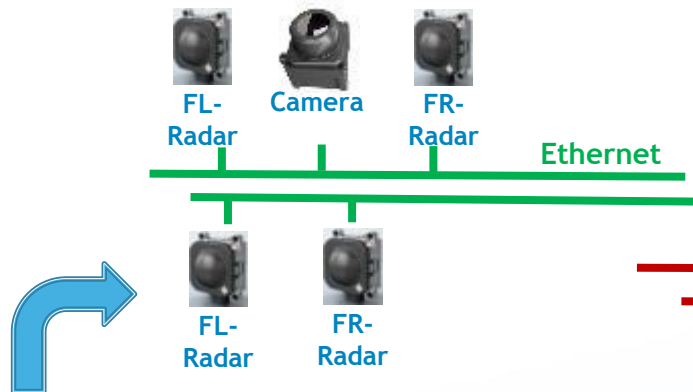 FL-
Radar
Camera
FR-
Radar
Ethernet
FL-
Radar
FR-
Radar